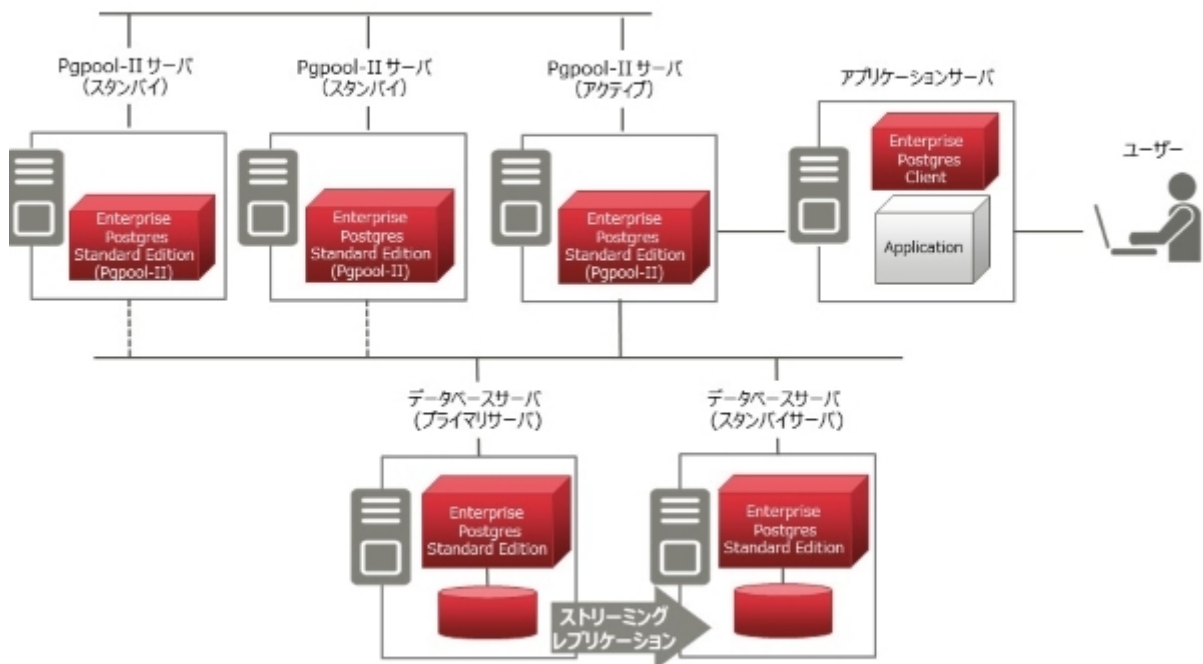 Pgpool-II サーバ
（スタンバイ）
Pgpool-II サーバ
（スタンバイ）
Pgpool-II サーバ
（アクティブ）
アプリケーションサーバ
ユーザー
Enterprise
Postgres
Standard Edition
(Pgpool-II)
Enterprise
Postgres
Standard Edition
(Pgpool-II)
Enterprise
Postgres
Standard Edition
(Pgpool-II)
Enterprise
Postgres
Client
Application
データベースサーバ
(プライマリサーバ)
データベースサーバ
(スタンバイサーバ)
Enterprise
Postgres
Standard Edition
Enterprise
Postgres
Standard Edition
ストリーミング
レプリケーション